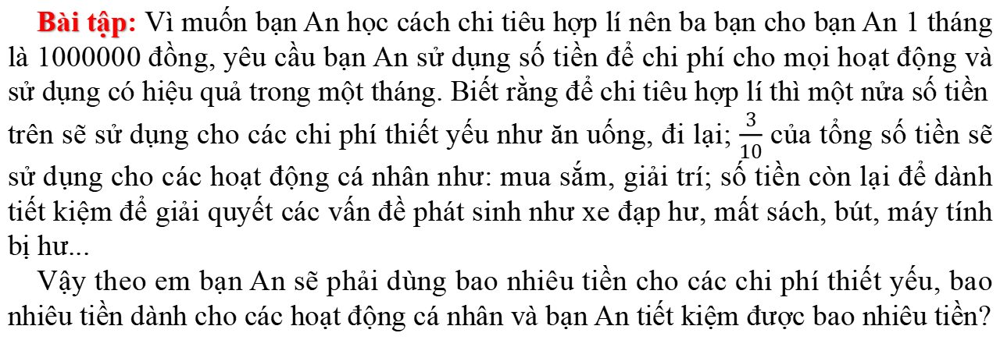 Bài tập: Vì muốn bạn An học cách chi tiêu hợp lí nên ba bạn cho bạn An 1 tháng
là 1000000 đồng, yêu cầu bạn An sử dụng số tiền để chi phí cho mọi hoạt động và
sử dụng có hiệu quả trong một tháng. Biết rằng để chi tiêu hợp lí thì một nửa số tiền
trên sẽ sử dụng cho các chi phí thiết yếu như ăn uống, đi lại; 3/10 của tổng số tiền sẽ
sử dụng cho các hoạt động cá nhân như: mua sắm, giải trí; số tiền còn lại để dành
tiết kiệm để giải quyết các vấn đề phát sinh như xe đạp hư, mất sách, bút, máy tính
bị hư...
Vậy theo em bạn An sẽ phải dùng bao nhiêu tiền cho các chi phí thiết yếu, bao
nhiêu tiền dành cho các hoạt động cá nhân và bạn An tiết kiệm được bao nhiêu tiền?